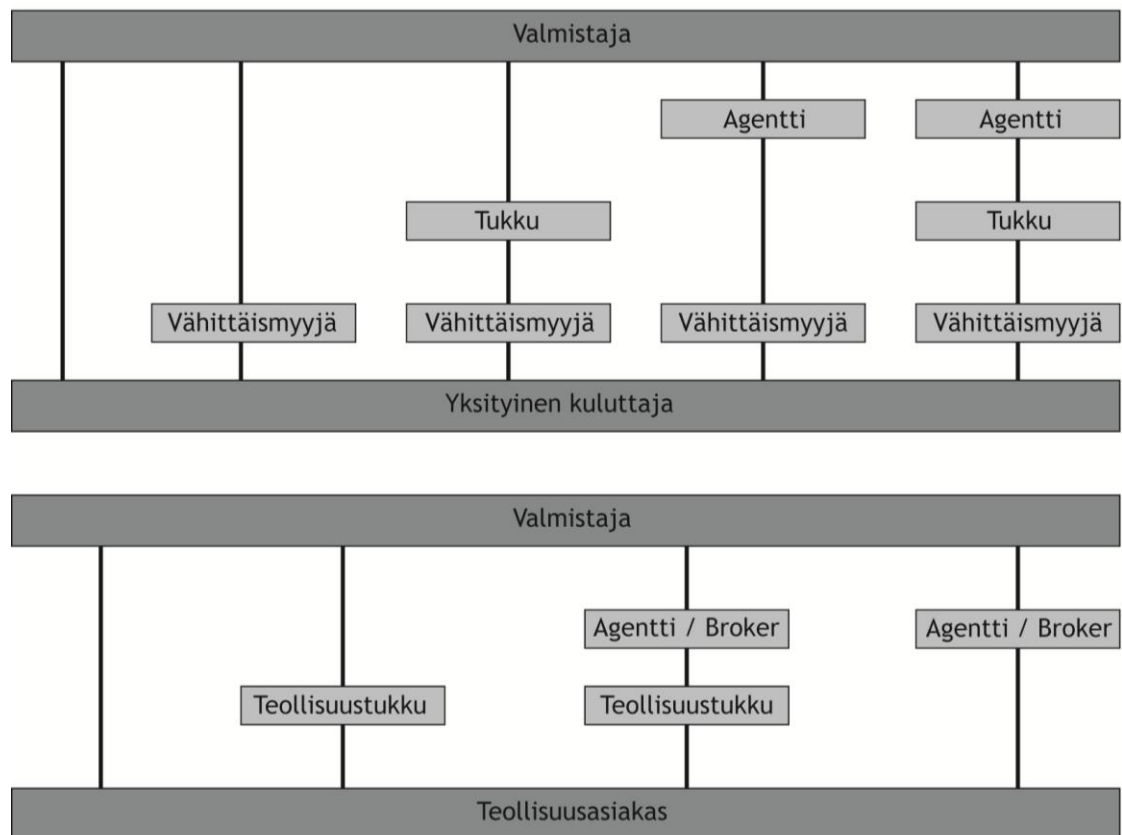 Valmistaja
Agentti
Agentti
Tukku
Tukku
Vähittäismyyjä
Vähittäismyyjä
Vähittäismyyjä
Vähittäismyyjä
Yksityinen kuluttaja
Valmistaja
Agentti / Broker
Agentti / Broker
Teollisuustukku
Teollisuustukku
Teollisuusasiakas